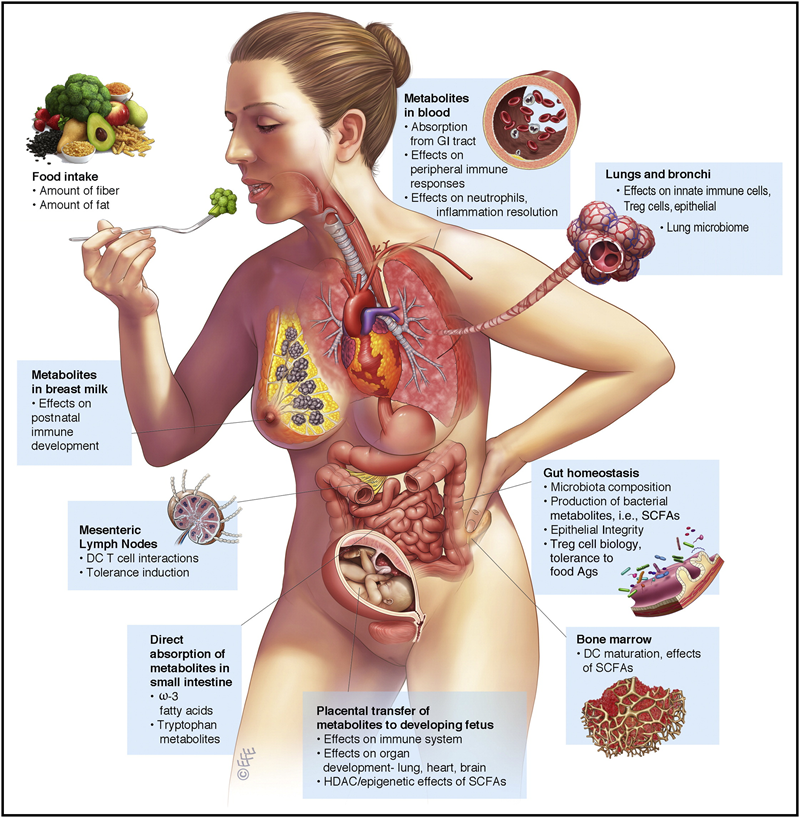 Food intake
• Amount of fiber
• Amount of fat
Metabolites
in blood
• Absorption
from GI tract
• Effects on
peripheral immune
responses
• Effects on neutrophils,
inflammation resolution
Lungs and bronchi
• Effects on innate immune cells,
Treg cells, epithelial
• Lung microbiome
Metabolites
in breast milk
• Effects on
postnatal
immune
development
Mesenteric
Lymph Nodes
• DC T cell interactions
• Tolerance induction
Gut homeostasis
• Microbiota composition
• Production of bacterial
metabolites, i.e., SCFAs
• Epithelial Integrity
• Treg cell biology,
tolerance to
food Ags
Direct
absorption of
metabolites in
small intestine
• ω-3
fatty acids
• Tryptophan
metabolites
Placental transfer of
metabolites to developing fetus
• Effects on immune system
• Effects on organ
development- lung, heart, brain
• HDAC/epigenetic effects of SCFAs
Bone marrow
• DC maturation, effects
of SCFAs
©EFE